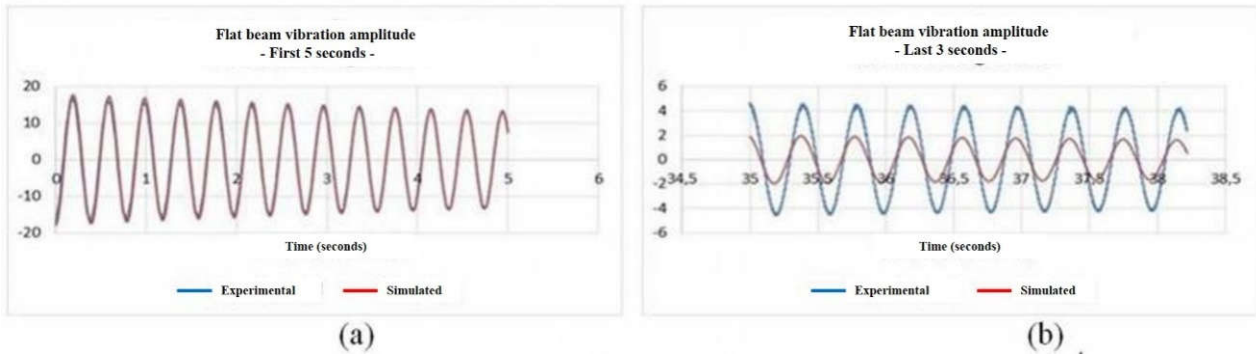 Flat beam vibration amplitude
- First 5 seconds -
20
10
0
-10
-20
0 1 2 3 4 5 6
Time (seconds)
Experimental Simulated
(a)
Flat beam vibration amplitude
- Last 3 seconds -
6
4
2
0
-2
-4
-6
34,5 35 35,5 36 36,5 37 37,8 38 38,5
Time (seconds)
Experimental Simulated
(b)